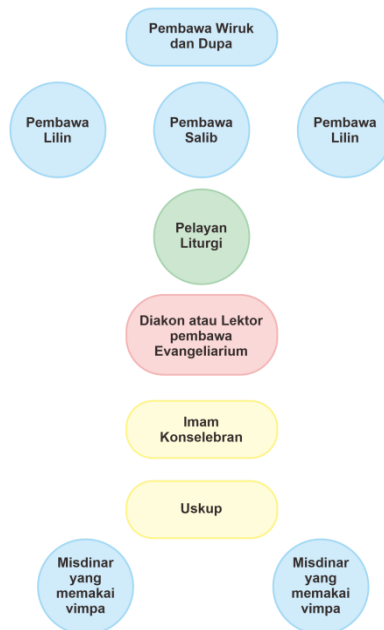 Pembawa Wiruk
dan Dupa
Pembawa
Lilin
Pembawa
Salib
Pembawa
Lilin
Pelayan
Liturgi
Diakon atau Lektor
pembawa
Evangeliarium
Imam
Konselebran
Uskup
Misdinar
yang
memakai
vimpa
Misdinar
yang
memakai
vimpa